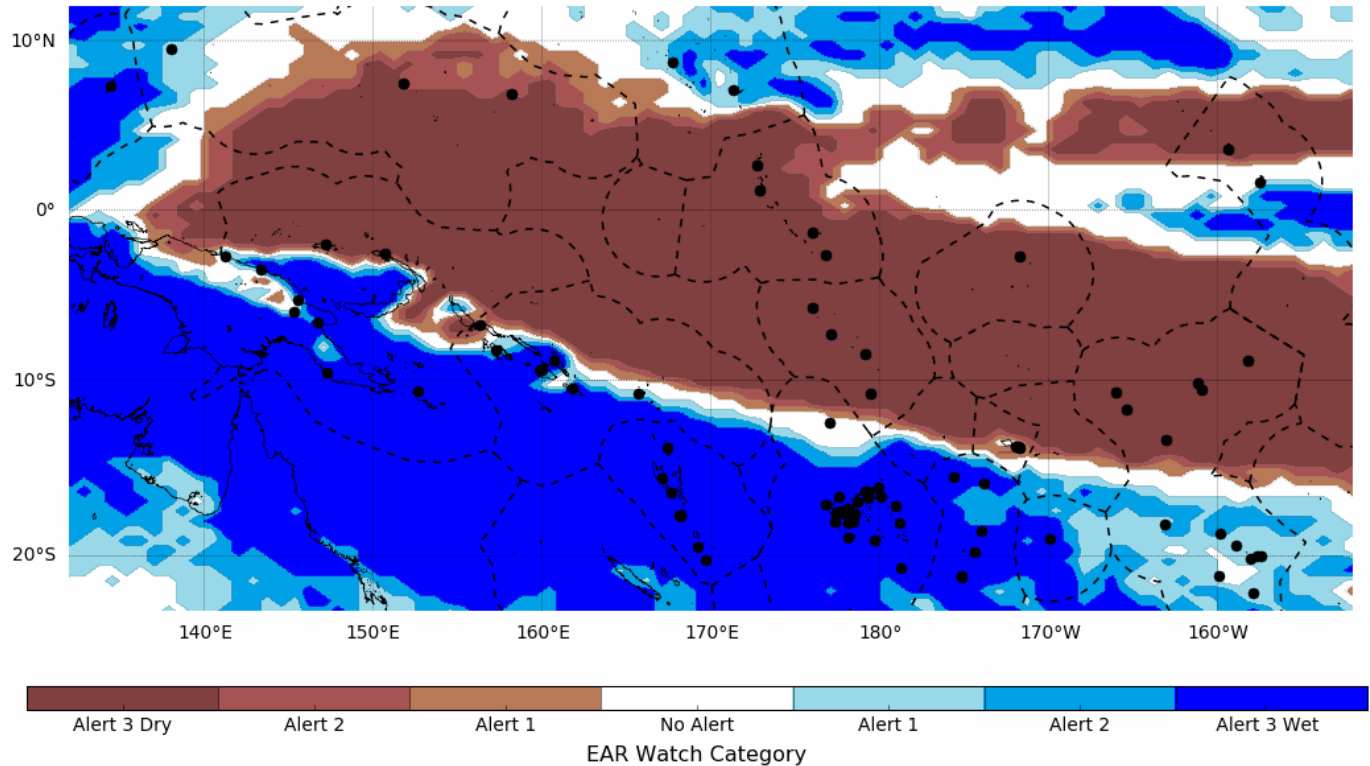 10°N
0°
10°S
20°S
140°E 150°E 160°E 170°E 180° 170°W 160°W
Alert 3 Dry Alert 2 Alert 1 No Alert Alert 1 Alert 2 Alert 3 Wet
EAR Watch Category